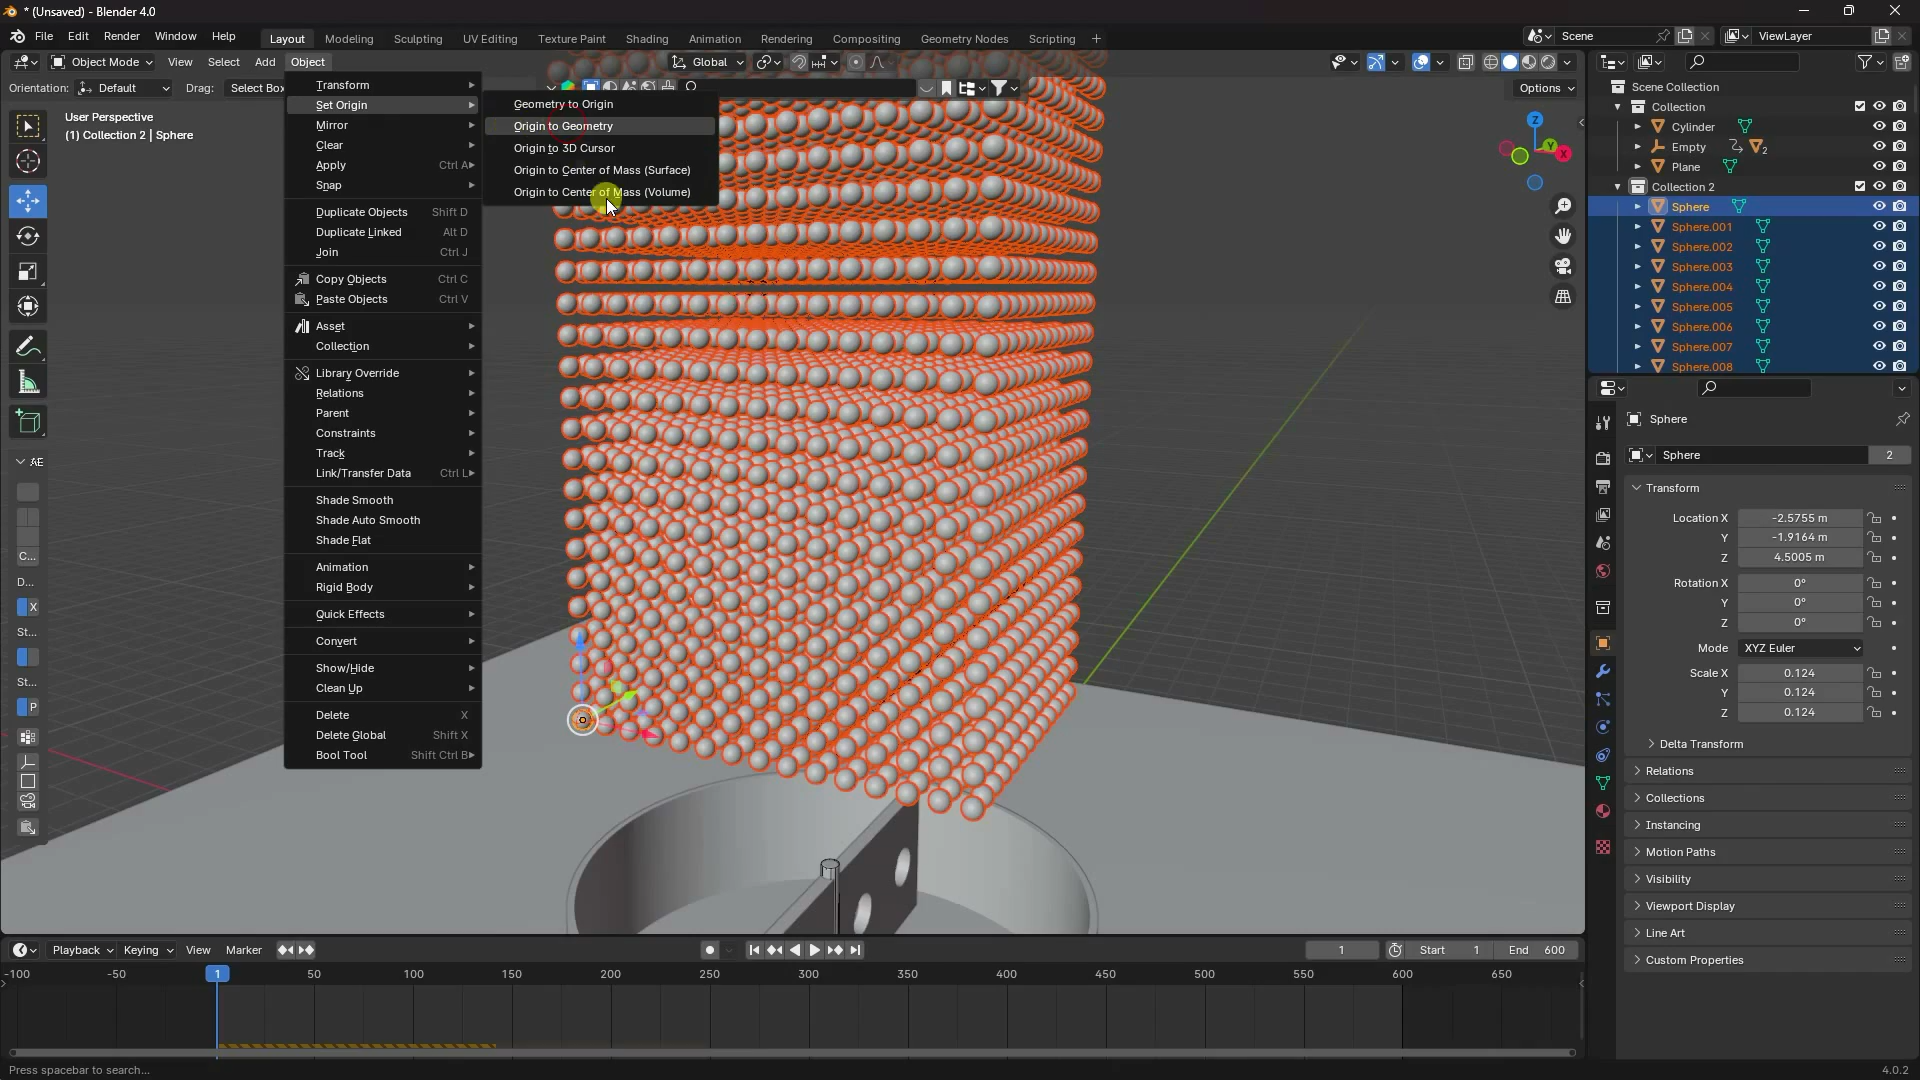 * (Unsaved) - Blender 4.0
File Edit Render Window Help Layout Modeling Sculpting UV Editing Texture Paint Shading Animation Rendering Compositing Geometry Nodes Scripting + Scene ViewLayer
Object Mode View Select Add Object Global
Orientation: Default Drag: Select Box Options
User Perspective
(1) Collection 2 | Sphere
Transform
Set Origin
Mirror
Clear
Apply Ctrl A
Snap
Duplicate Objects Shift D
Duplicate Linked Alt D
Join Ctrl J
Copy Objects Ctrl C
Paste Objects Ctrl V
Asset
Collection
Library Override
Relations
Parent
Constraints
Track
Link/Transfer Data Ctrl L
Shade Smooth
Shade Auto Smooth
Shade Flat
Animation
Rigid Body
Quick Effects
Convert
Show/Hide
Clean Up
Delete X
Delete Global Shift X
Bool Tool Shift Ctrl B
Geometry to Origin
Origin to Geometry
Origin to 3D Cursor
Origin to Center of Mass (Surface)
Origin to Center of Mass (Volume)
AE
C...
D...
X
St...
St...
P
Z
Y
X
Scene Collection
Collection
Cylinder
Empty 2
Plane
Collection 2
Sphere
Sphere.001
Sphere.002
Sphere.003
Sphere.004
Sphere.005
Sphere.006
Sphere.007
Sphere.008
Sphere
Sphere 2
Transform
Location X -2.5755 m
Y -1.9164 m
Z 4.5005 m
Rotation X 0°
Y 0°
Z 0°
Mode XYZ Euler
Scale X 0.124
Y 0.124
Z 0.124
Delta Transform
Relations
Collections
Instancing
Motion Paths
Visibility
Viewport Display
Line Art
Custom Properties
Playback Keying View Marker 1 Start 1 End 600
-100 -50 1 50 100 150 200 250 300 350 400 450 500 550 600 650
Press spacebar to search... 4.0.2